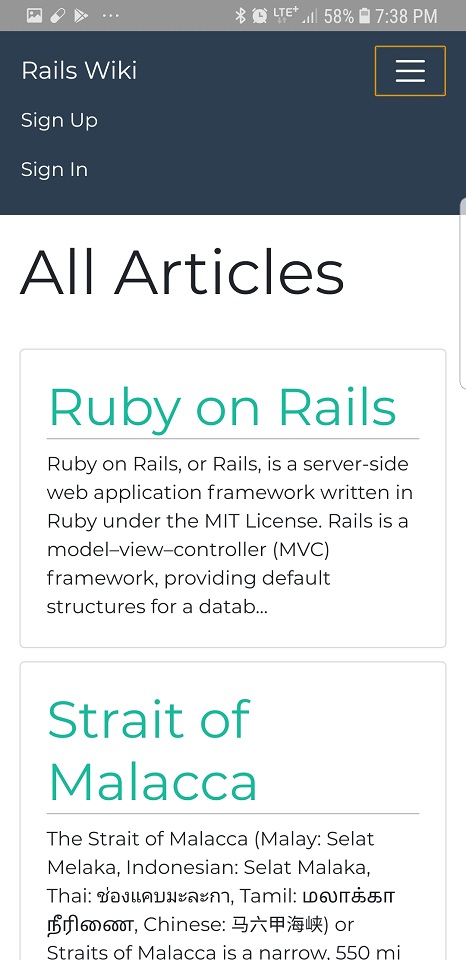 LTE+ 58% 7:38 PM
Rails Wiki
Sign Up
Sign In
All Articles
Ruby on Rails
Ruby on Rails, or Rails, is a server-side
web application framework written in
Ruby under the MIT License. Rails is a
model–view–controller (MVC)
framework, providing default
structures for a datab...
Strait of
Malacca
The Strait of Malacca (Malay: Selat
Melaka, Indonesian: Selat Malaka,
Thai: ช่องแคบมะละกา, Tamil: மலாக்கா
நீரிணை, Chinese: 马六甲海峡) or
Straits of Malacca is a narrow, 550 mi